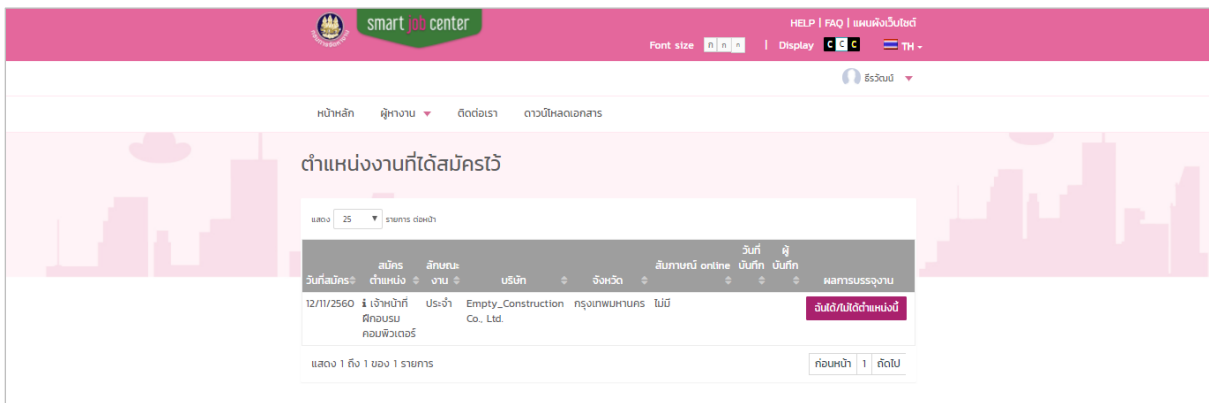 smart job center
HELP | FAQ | แผนผังเว็บไซต์
Font size ก ก ก | Display C C C TH
ธีรวัฒน์
หน้าหลัก ผู้หางาน ติดต่อเรา ดาวน์โหลดเอกสาร
ตำแหน่งงานที่ได้สมัครไว้
แสดง 25 รายการ ต่อหน้า
วันที่ ผู้
สมัคร ลักษณะ สัมภาษณ์ online บันทึก บันทึก
วันที่สมัคร ตำแหน่ง งาน บริษัท จังหวัด ผลการบรรจุงาน
12/11/2560 i เจ้าหน้าที่ ประจำ Empty_Construction กรุงเทพมหานคร ไม่มี ฉันได้/ไม่ได้ตำแหน่งนี้
ฝึกอบรม Co., Ltd.
คอมพิวเตอร์
แสดง 1 ถึง 1 ของ 1 รายการ ก่อนหน้า 1 ถัดไป